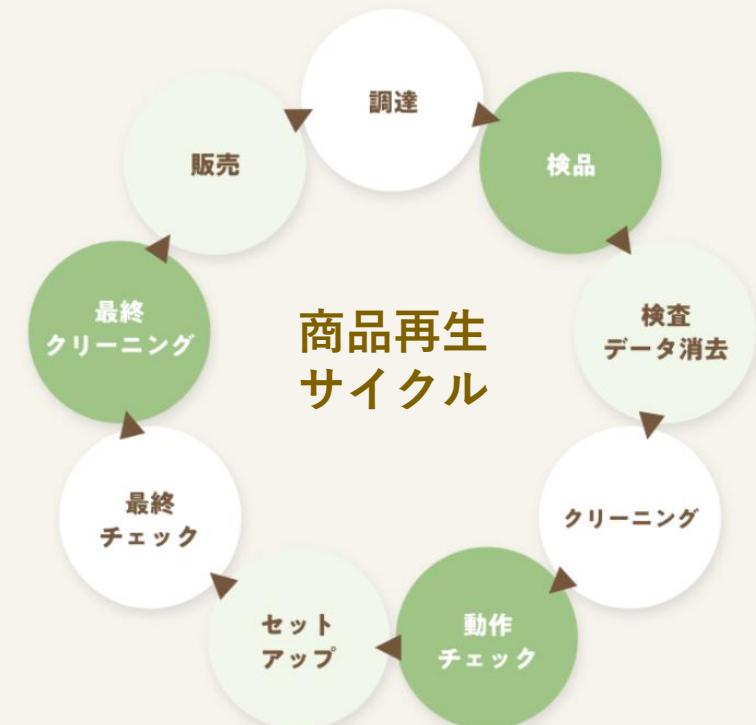 調達
検品
検査
データ消去
クリーニング
動作
チェック
セット
アップ
最終
チェック
最終
クリーニング
販売
商品再生
サイクル